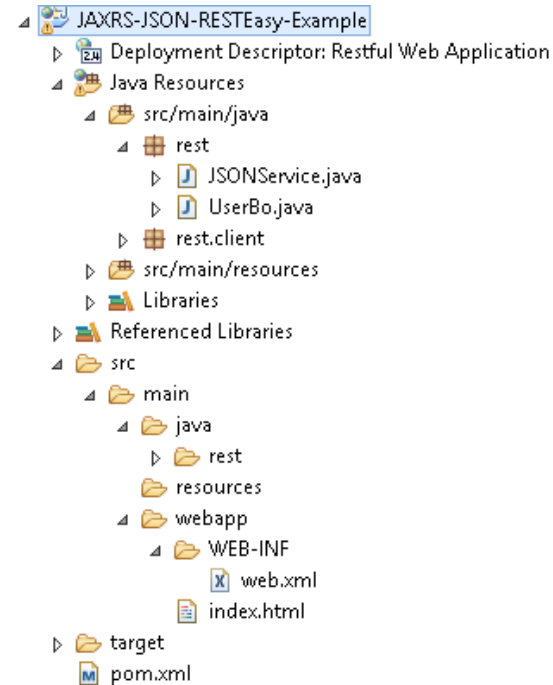 JAXRS-JSON-RESTEasy-Example
2.4 Deployment Descriptor: Restful Web Application
Java Resources
src/main/java
rest
J JSONService.java
J UserBo.java
rest.client
src/main/resources
Libraries
Referenced Libraries
src
main
java
rest
resources
webapp
WEB-INF
X web.xml
index.html
target
M pom.xml